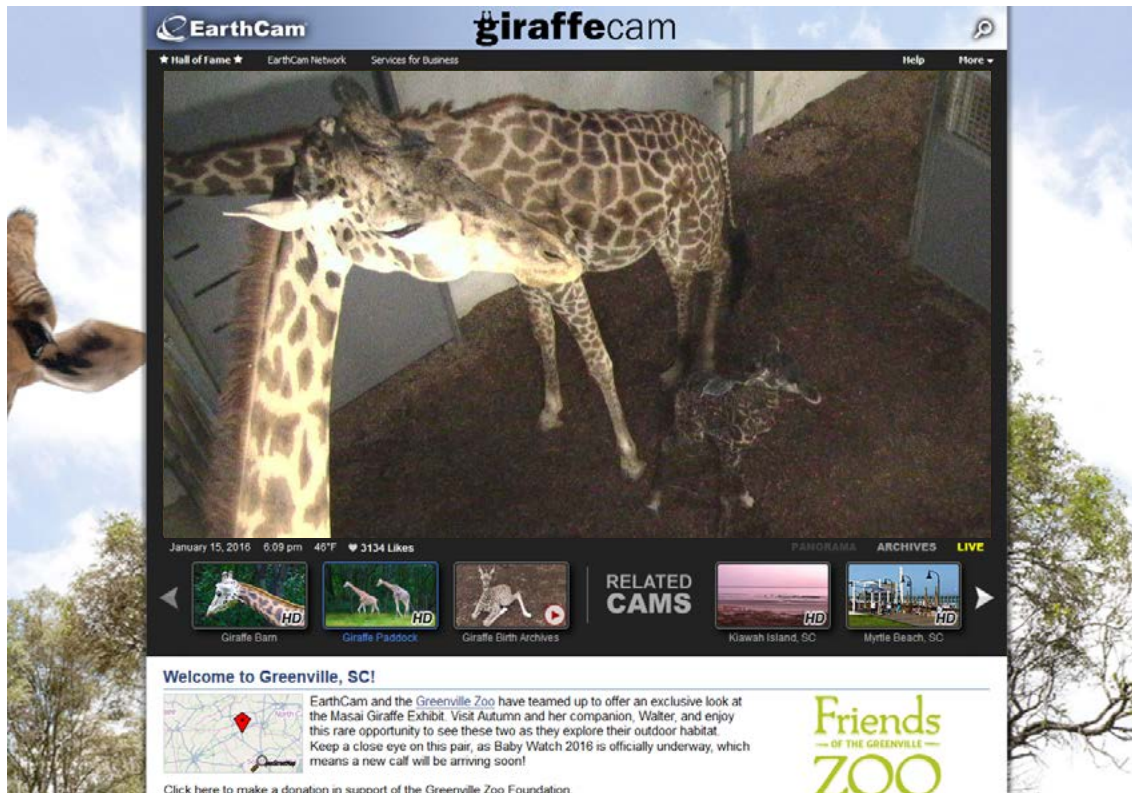 EarthCam
giraffecam
★ Hall of Fame ★ EarthCam Network Services for Business Help More
January 15, 2016 6:09 pm 46°F ♥ 3134 Likes PANORAMA ARCHIVES LIVE
HD HD HD HD
RELATED
CAMS
Giraffe Barn Giraffe Paddock Giraffe Birth Archives Kiawah Island, SC Myrtle Beach, SC
Welcome to Greenville, SC!
EarthCam and the Greenville Zoo have teamed up to offer an exclusive look at
the Masai Giraffe Exhibit. Visit Autumn and her companion, Walter, and enjoy
this rare opportunity to see these two as they explore their outdoor habitat.
Keep a close eye on this pair, as Baby Watch 2016 is officially underway, which
means a new calf will be arriving soon!
Click here to make a donation in support of the Greenville Zoo Foundation.
Friends
OF THE GREENVILLE
ZOO